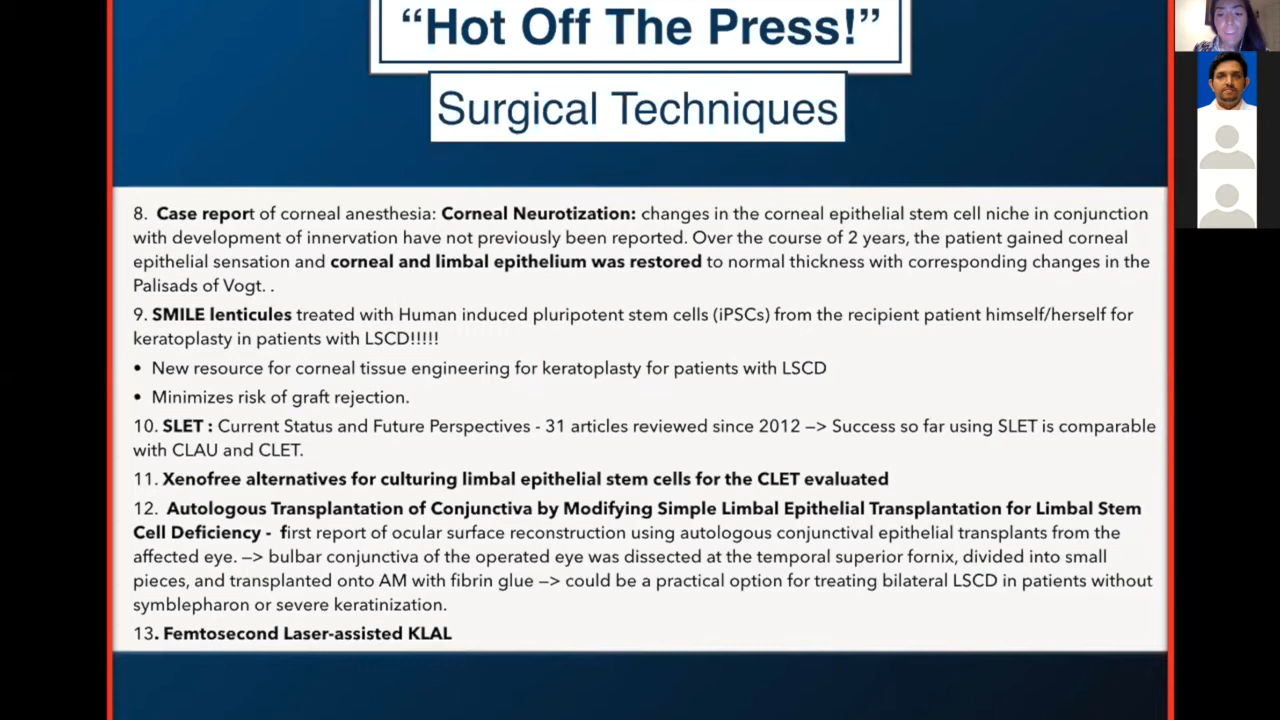 “Hot Off The Press!”
Surgical Techniques
8. Case report of corneal anesthesia: Corneal Neurotization: changes in the corneal epithelial stem cell niche in conjunction
with development of innervation have not previously been reported. Over the course of 2 years, the patient gained corneal
epithelial sensation and corneal and limbal epithelium was restored to normal thickness with corresponding changes in the
Palisads of Vogt. .
9. SMILE lenticules treated with Human induced pluripotent stem cells (iPSCs) from the recipient patient himself/herself for
keratoplasty in patients with LSCD!!!!!
• New resource for corneal tissue engineering for keratoplasty for patients with LSCD
• Minimizes risk of graft rejection.
10. SLET : Current Status and Future Perspectives - 31 articles reviewed since 2012 —> Success so far using SLET is comparable
with CLAU and CLET.
11. Xenofree alternatives for culturing limbal epithelial stem cells for the CLET evaluated
12. Autologous Transplantation of Conjunctiva by Modifying Simple Limbal Epithelial Transplantation for Limbal Stem
Cell Deficiency - first report of ocular surface reconstruction using autologous conjunctival epithelial transplants from the
affected eye. —> bulbar conjunctiva of the operated eye was dissected at the temporal superior fornix, divided into small
pieces, and transplanted onto AM with fibrin glue —> could be a practical option for treating bilateral LSCD in patients without
symblepharon or severe keratinization.
13. Femtosecond Laser-assisted KLAL